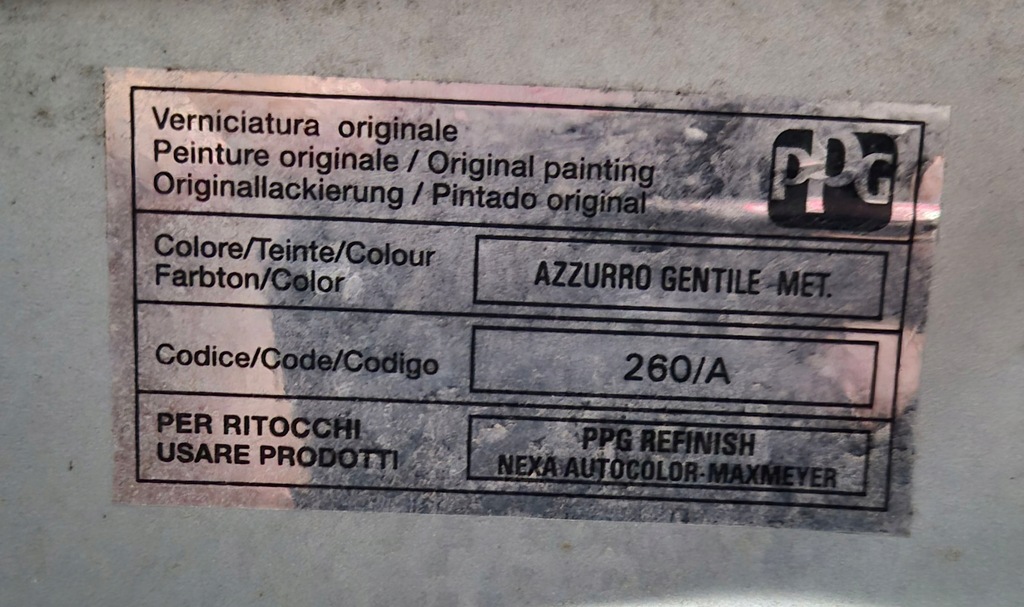 Verniciatura originale
Peinture originale / Original painting
Originallackierung / Pintado original
PPG
Colore/Teinte/Colour
Farbton/Color
AZZURRO GENTILE MET.
Codice/Code/Codigo
260/A
PER RITOCCHI
USARE PRODOTTI
PPG REFINISH
NEXA AUTOCOLOR-MAXMEYER